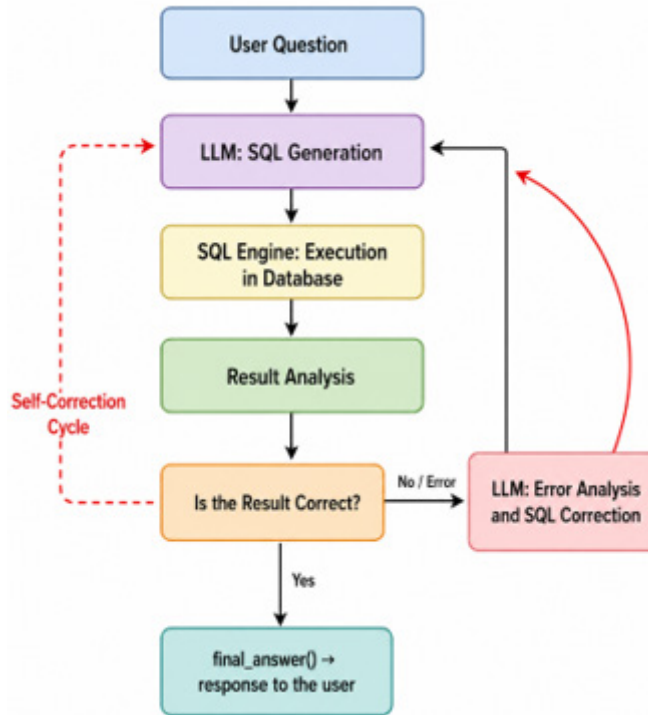 User Question
LLM: SQL Generation
SQL Engine: Execution
in Database
Result Analysis
Self-Correction
Cycle
Is the Result Correct?
No / Error
LLM: Error Analysis
and SQL Correction
Yes
final_answer() →
response to the user